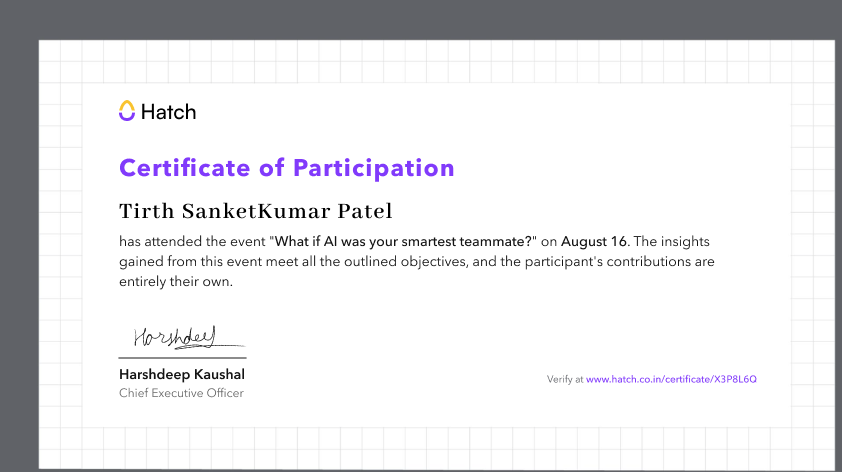 Hatch
Certificate of Participation
Tirth SanketKumar Patel
has attended the event "What if AI was your smartest teammate?" on August 16. The insights
gained from this event meet all the outlined objectives, and the participant's contributions are
entirely their own.
Harshdeep
Harshdeep Kaushal
Chief Executive Officer
Verify at www.hatch.co.in/certificate/X3P8L6Q